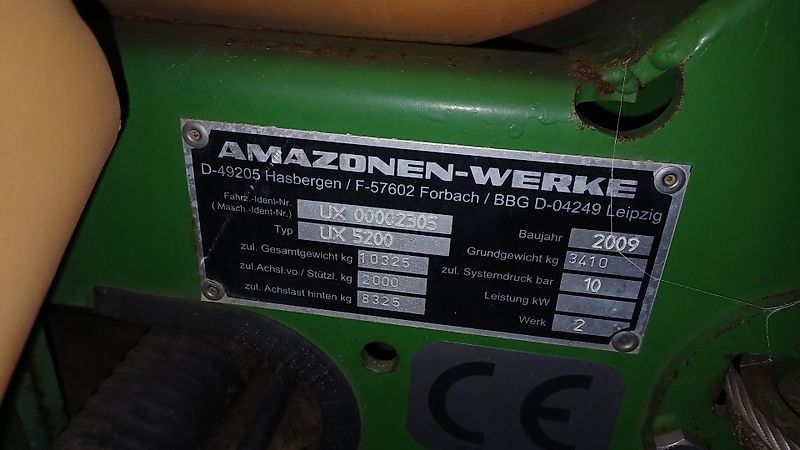 AMAZONEN-WERKE
D-49205 Hasbergen / F-57602 Forbach / BBG D-04249 Leipzig
Fahrz.-Ident-Nr.
(Masch.-Ident-Nr.) UX 00002305
Typ UX 5200
zul. Gesamtgewicht kg 10325
zul.Achsl.vo./ Stützl. kg 2000
zul. Achslast hinten kg 8325
Baujahr 2009
Grundgewicht kg 3410
zul. Systemdruck bar 10
Leistung kW
Werk 2
CE